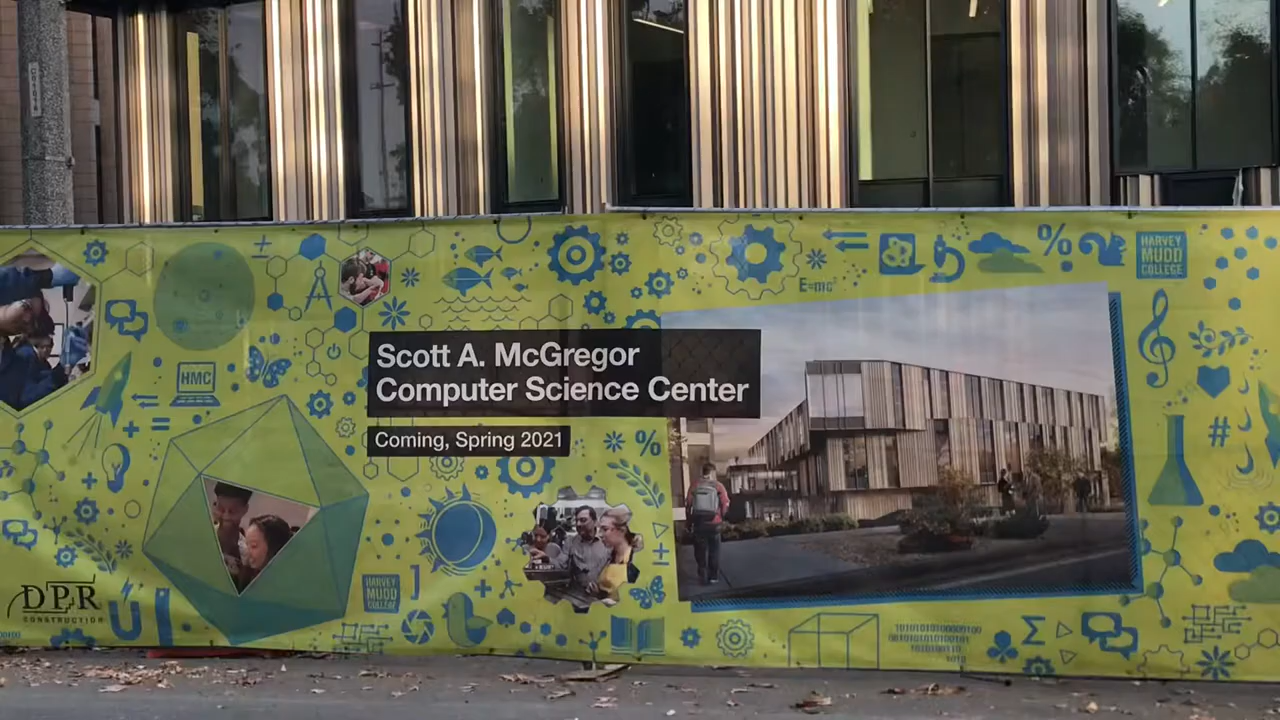 E=mc²
%
HARVEY
MUDD
COLLEGE
HMC
Scott A. McGregor
Computer Science Center
Coming, Spring 2021
%
#
HARVEY
MUDD
COLLEGE
DPR
CONSTRUCTION
Σ